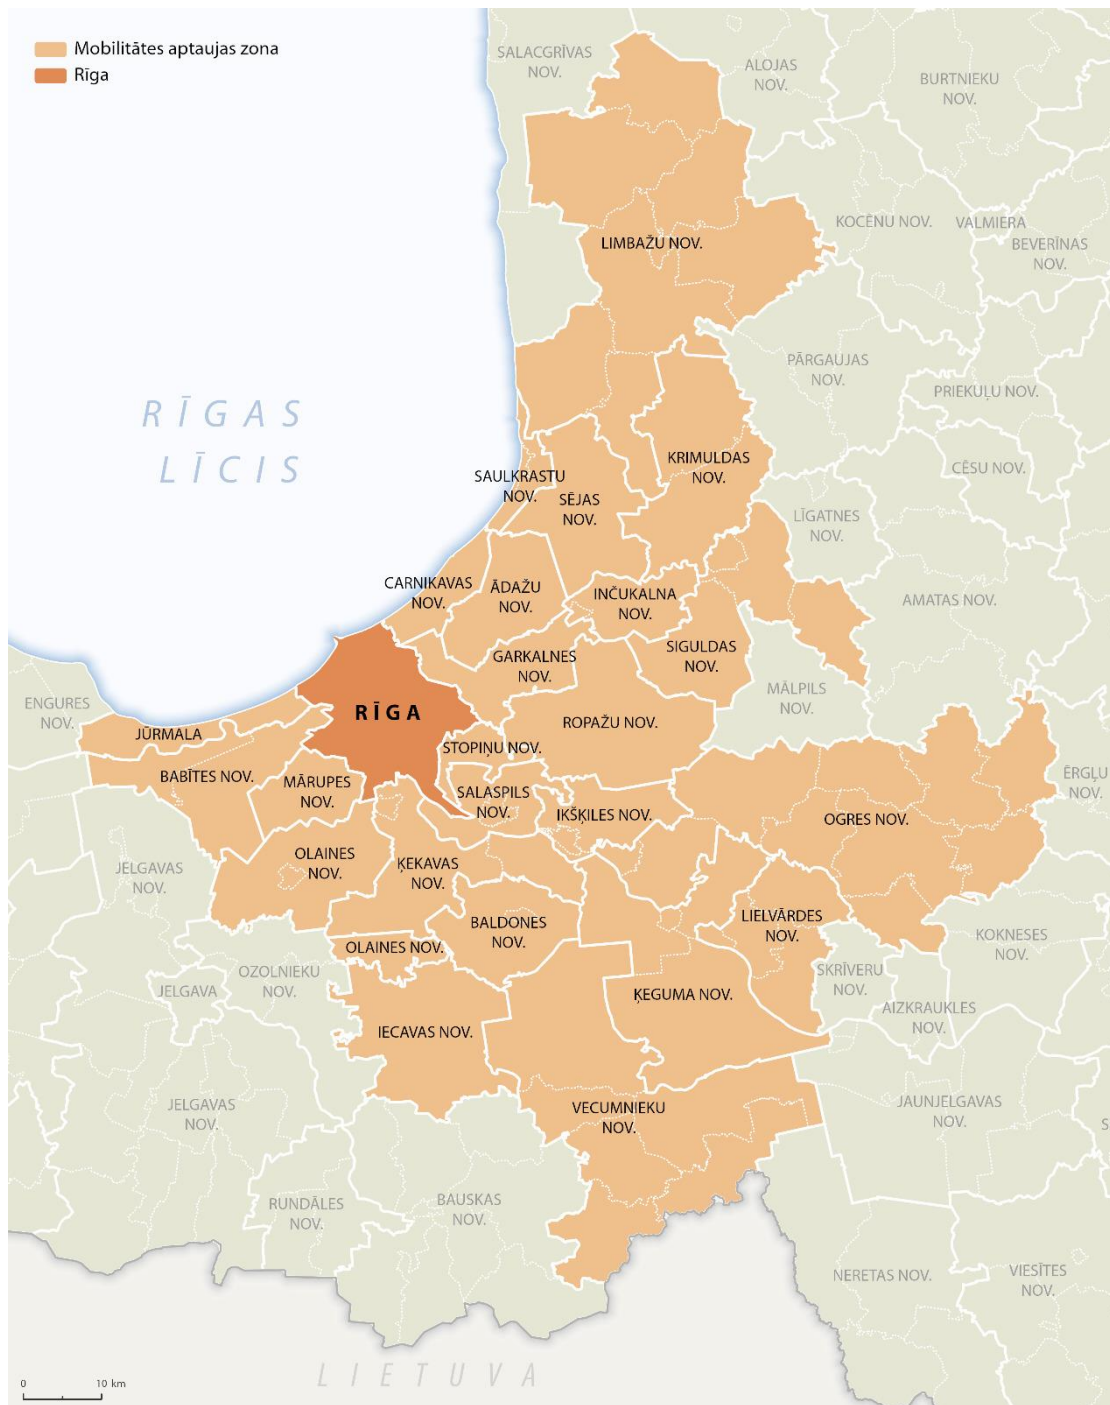 Mobilitātes aptaujas zona
Rīga
SALACGRĪVAS
NOV.
ALOJAS
NOV.
BURTNIEKU
NOV.
KOCĒNU NOV.
VALMIERA
BEVERĪNAS
NOV.
LIMBAŽU NOV.
PĀRGAUJAS
NOV.
PRIEKUĻU NOV.
RĪGAS
LĪCIS
KRIMULDAS
NOV.
CĒSU NOV.
SAULKRASTU
NOV.
SĒJAS
NOV.
LĪGATNES
NOV.
CARNIKAVAS
NOV.
ĀDAŽU
NOV.
INČUKALNA
NOV.
AMATAS NOV.
GARKALNES
NOV.
SIGULDAS
NOV.
MĀLPILS
NOV.
ENGURES
NOV.
RĪGA
ROPAŽU NOV.
JŪRMALA
STOPIŅU NOV.
BABĪTES NOV.
MĀRUPES
NOV.
SALASPILS
NOV.
IKŠĶILES NOV.
OGRES NOV.
ĒRGĻU
NOV.
JELGAVAS
NOV.
OLAINES
NOV.
ĶEKAVAS
NOV.
BALDONES
NOV.
LIELVĀRDES
NOV.
KOKNESES
NOV.
OLAINES NOV.
OZOLNIEKU
NOV.
JELGAVA
SKRĪVERU
NOV.
ĶEGUMA NOV.
AIZKRAUKLES
NOV.
IECAVAS NOV.
JELGAVAS
NOV.
VECUMNIEKU
NOV.
JAUNJELGAVAS
NOV.
S
RUNDĀLES
NOV.
BAUSKAS
NOV.
NERETAS NOV.
VIESĪTES
NOV.
LIETUVA
0 10 km